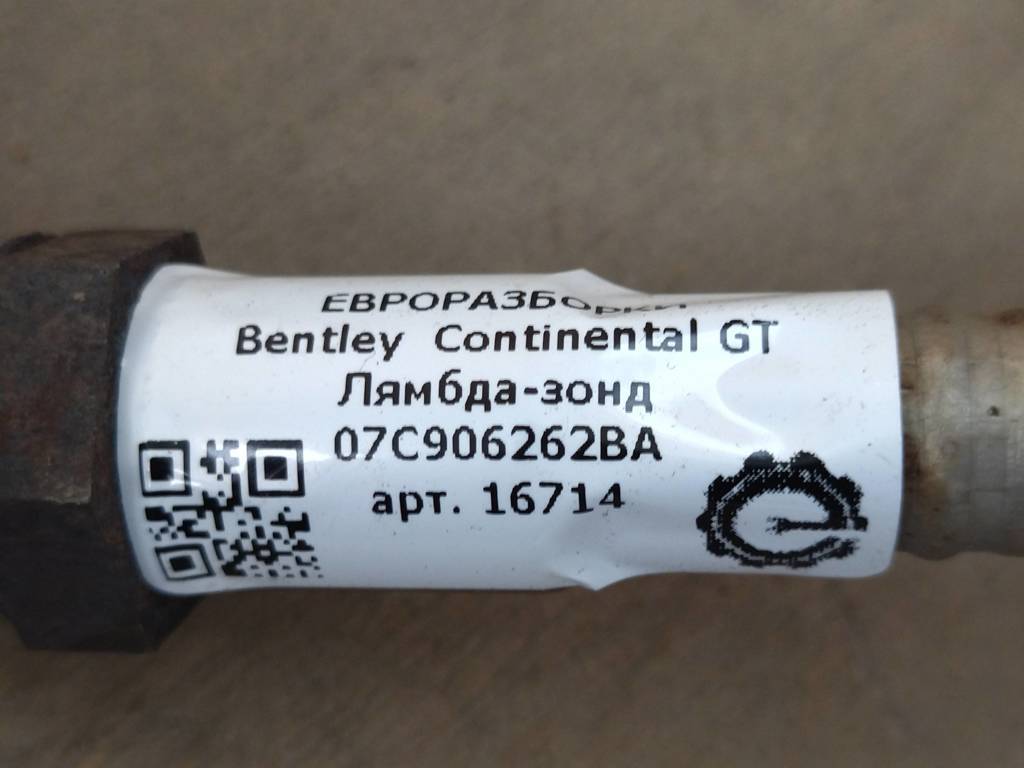 ЕВРОРАЗБОРКИ
Bentley Continental GT
Лямбда-зонд
07C906262BA
арт. 16714